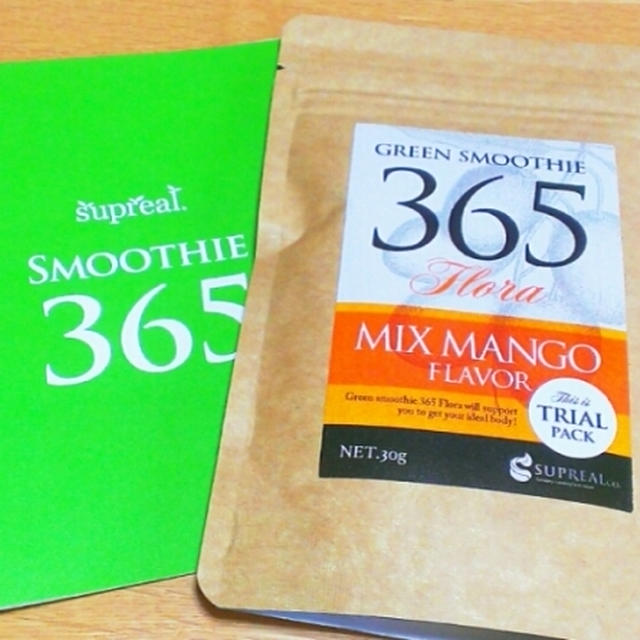 supreal.
SMOOTHIE
365
GREEN SMOOTHIE
365
Flora
MIX MANGO
FLAVOR
Green smoothie 365 Flora will support
you to get your ideal body!
This is
TRIAL
PACK
NET.30g
SUPREAL